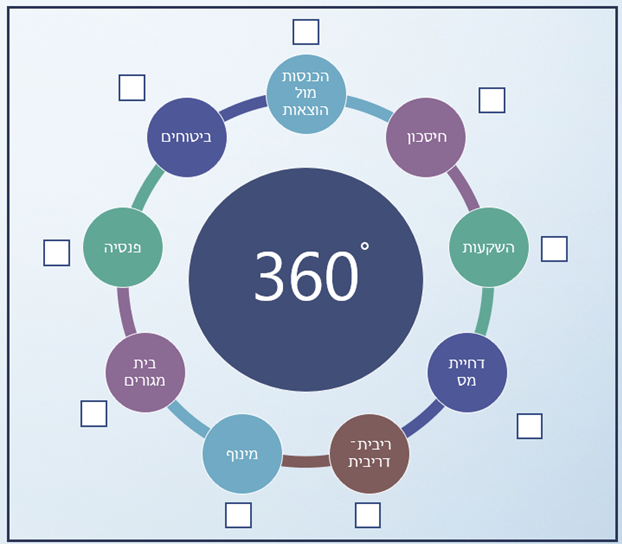 הכנסות
מול
הוצאות
חיסכון
השקעות
דחיית
מס
ריבית-
דריבית
מינוף
בית
מגורים
פנסיה
ביטוחים
360°